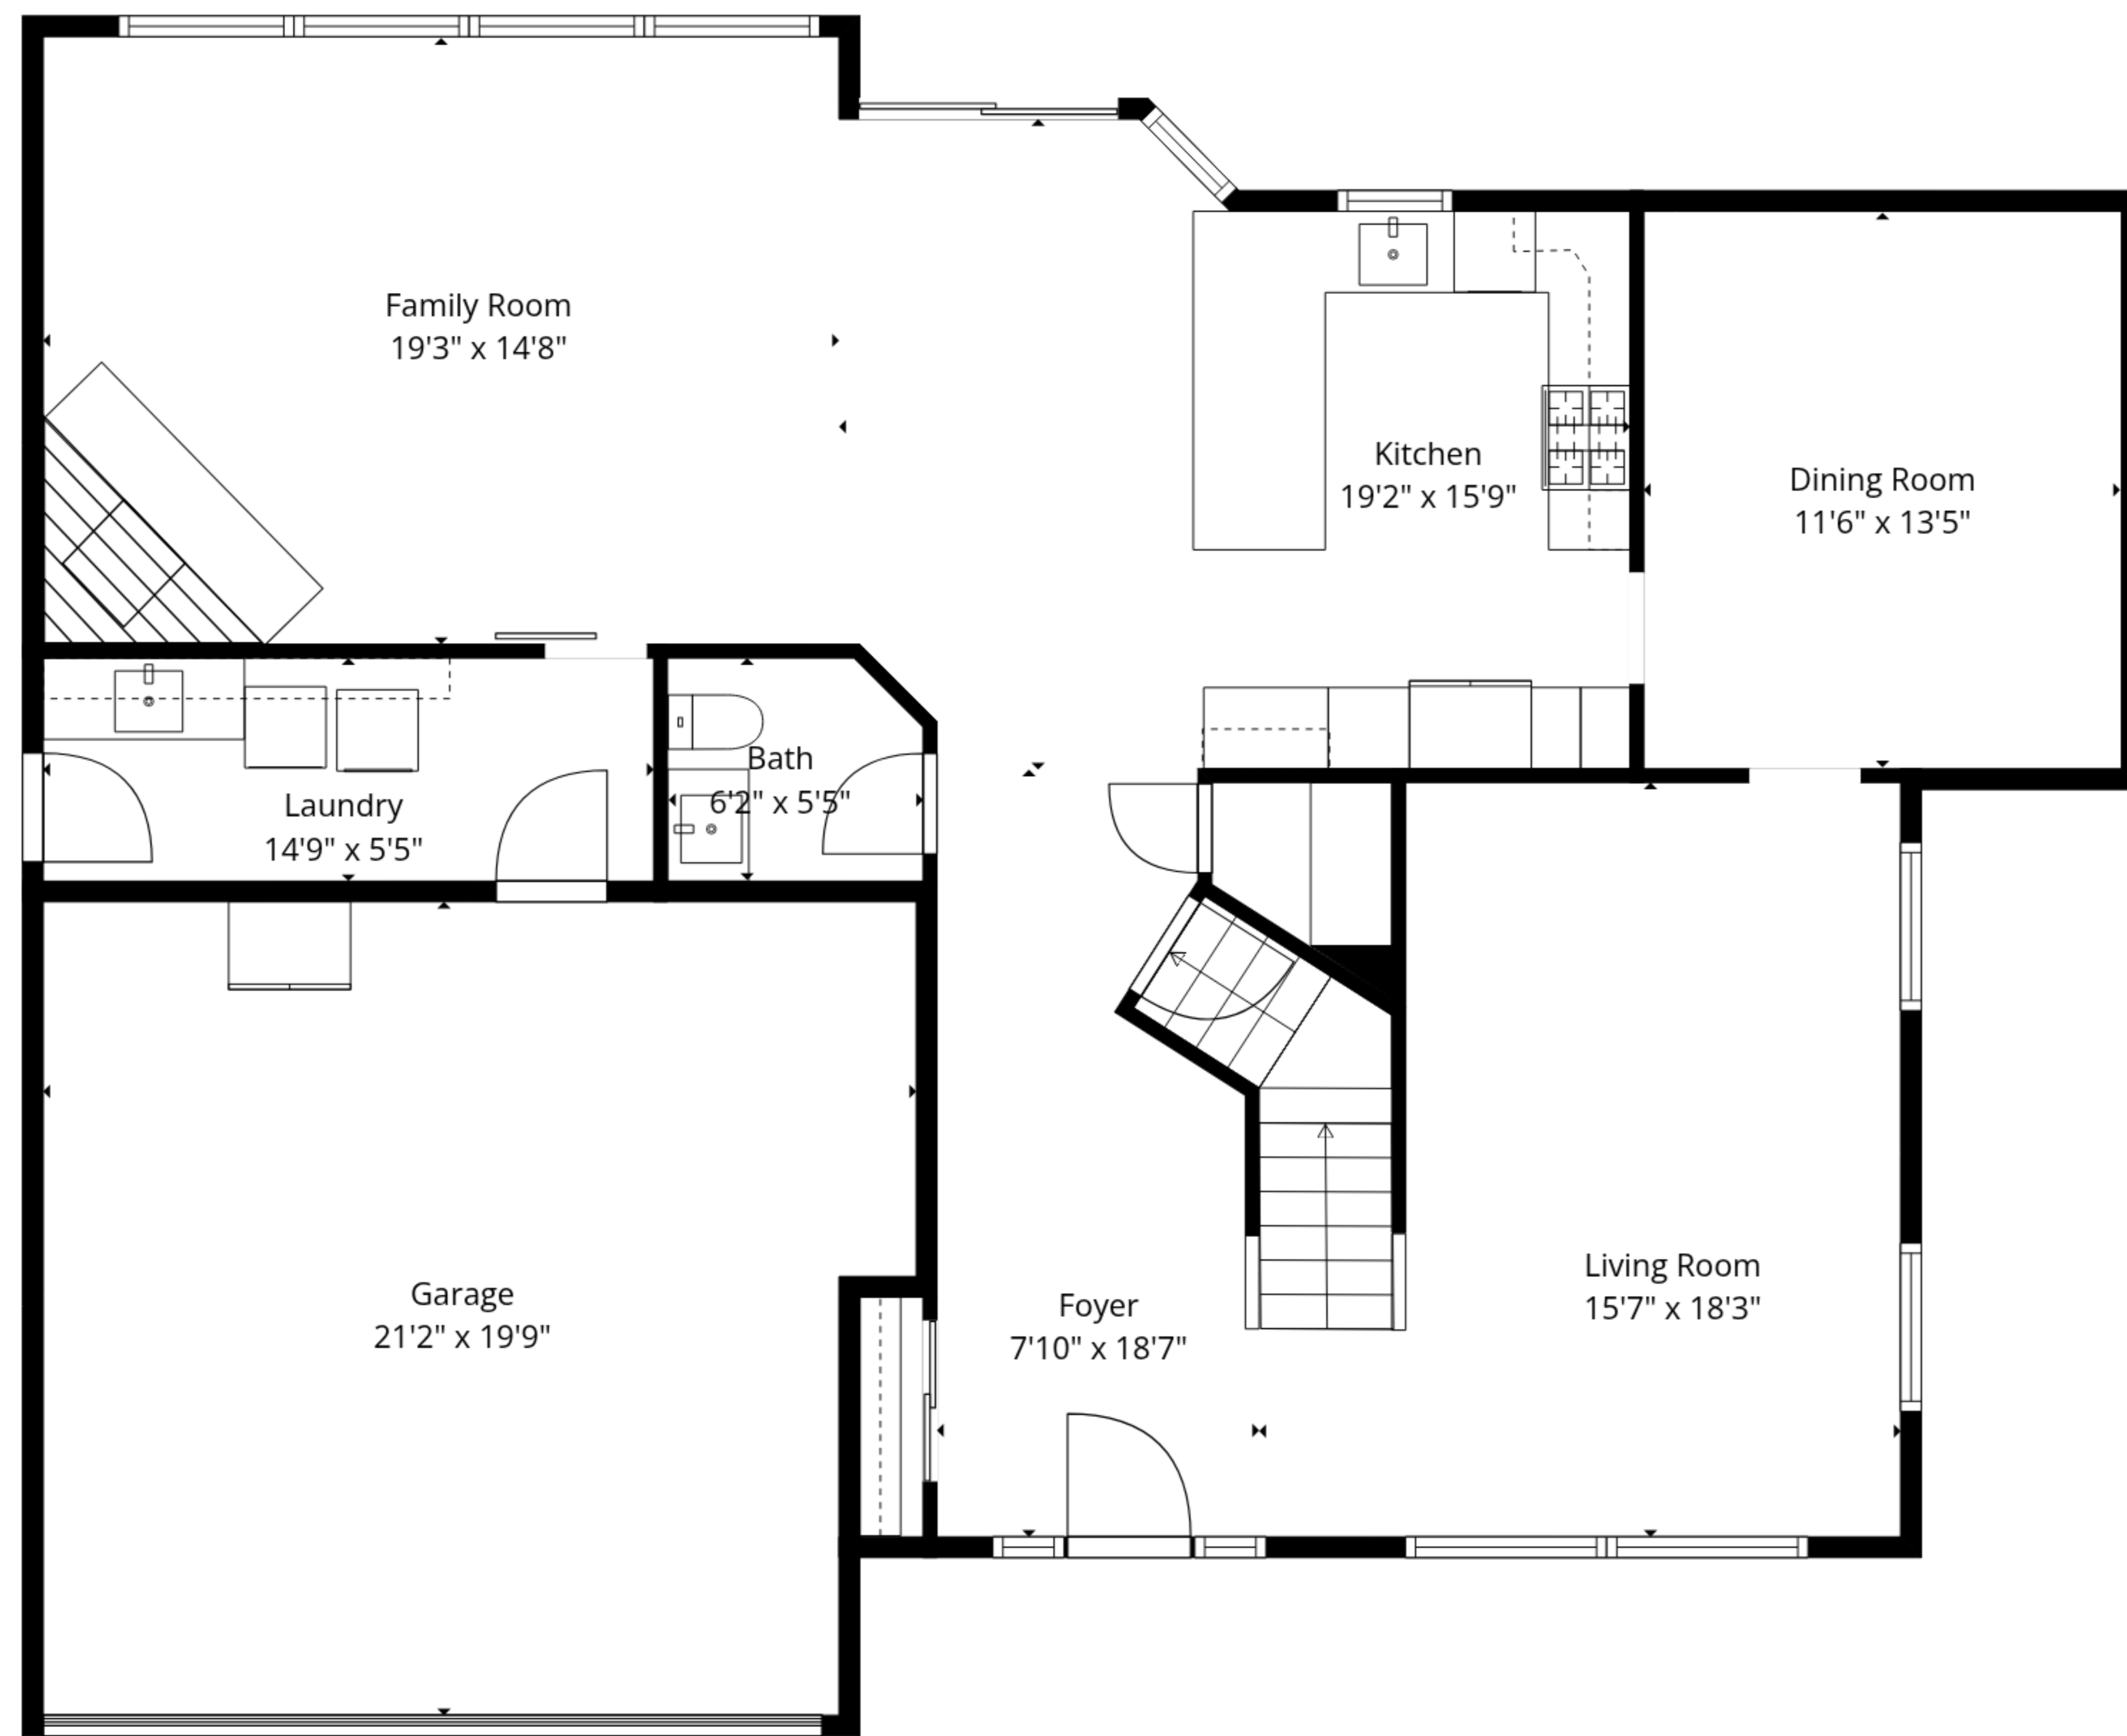 Family Room
19'3" x 14'8"
Kitchen
19'2" x 15'9"
Dining Room
11'6" x 13'5"
Laundry
14'9" x 5'5"
Bath
6'2" x 5'5"
Garage
21'2" x 19'9"
Foyer
7'10" x 18'7"
Living Room
15'7" x 18'3"